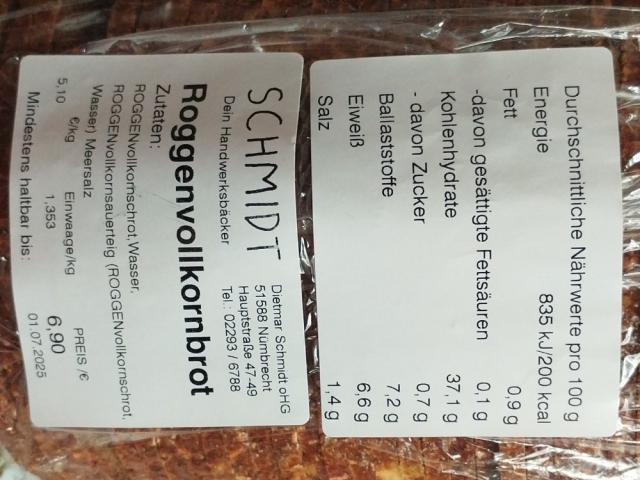 Durchschnittliche Nährwerte pro 100 g
Energie 835 kJ/200 kcal
Fett 0,9 g
-davon gesättigte Fettsäuren 0,1 g
Kohlenhydrate 37,1 g
- davon Zucker 0,7 g
Ballaststoffe 7,2 g
Eiweiß 6,6 g
Salz 1,4 g
SCHMIDT
Dein Handwerksbäcker
Dietmar Schmidt oHG
51588 Nümbrecht
Hauptstraße 47-49
Tel.: 02293 / 6788
Roggenvollkornbrot
Zutaten:
ROGGENvollkornschrot,Wasser,
ROGGENvollkornsauerteig (ROGGENvollkornschrot,
Wasser) Meersalz
€/kg Einwaage/kg PREIS /€
5,10 1,353 6,90
Mindestens haltbar bis: 01.07.2025